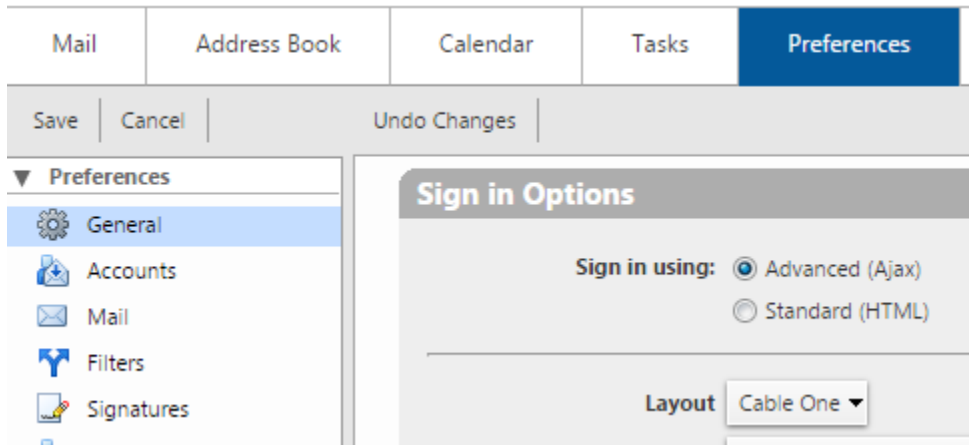 Mail Address Book Calendar Tasks Preferences
Save Cancel Undo Changes
Preferences
General
Accounts
Mail
Filters
Signatures
Sign in Options
Sign in using: Advanced (Ajax)
Standard (HTML)
Layout Cable One